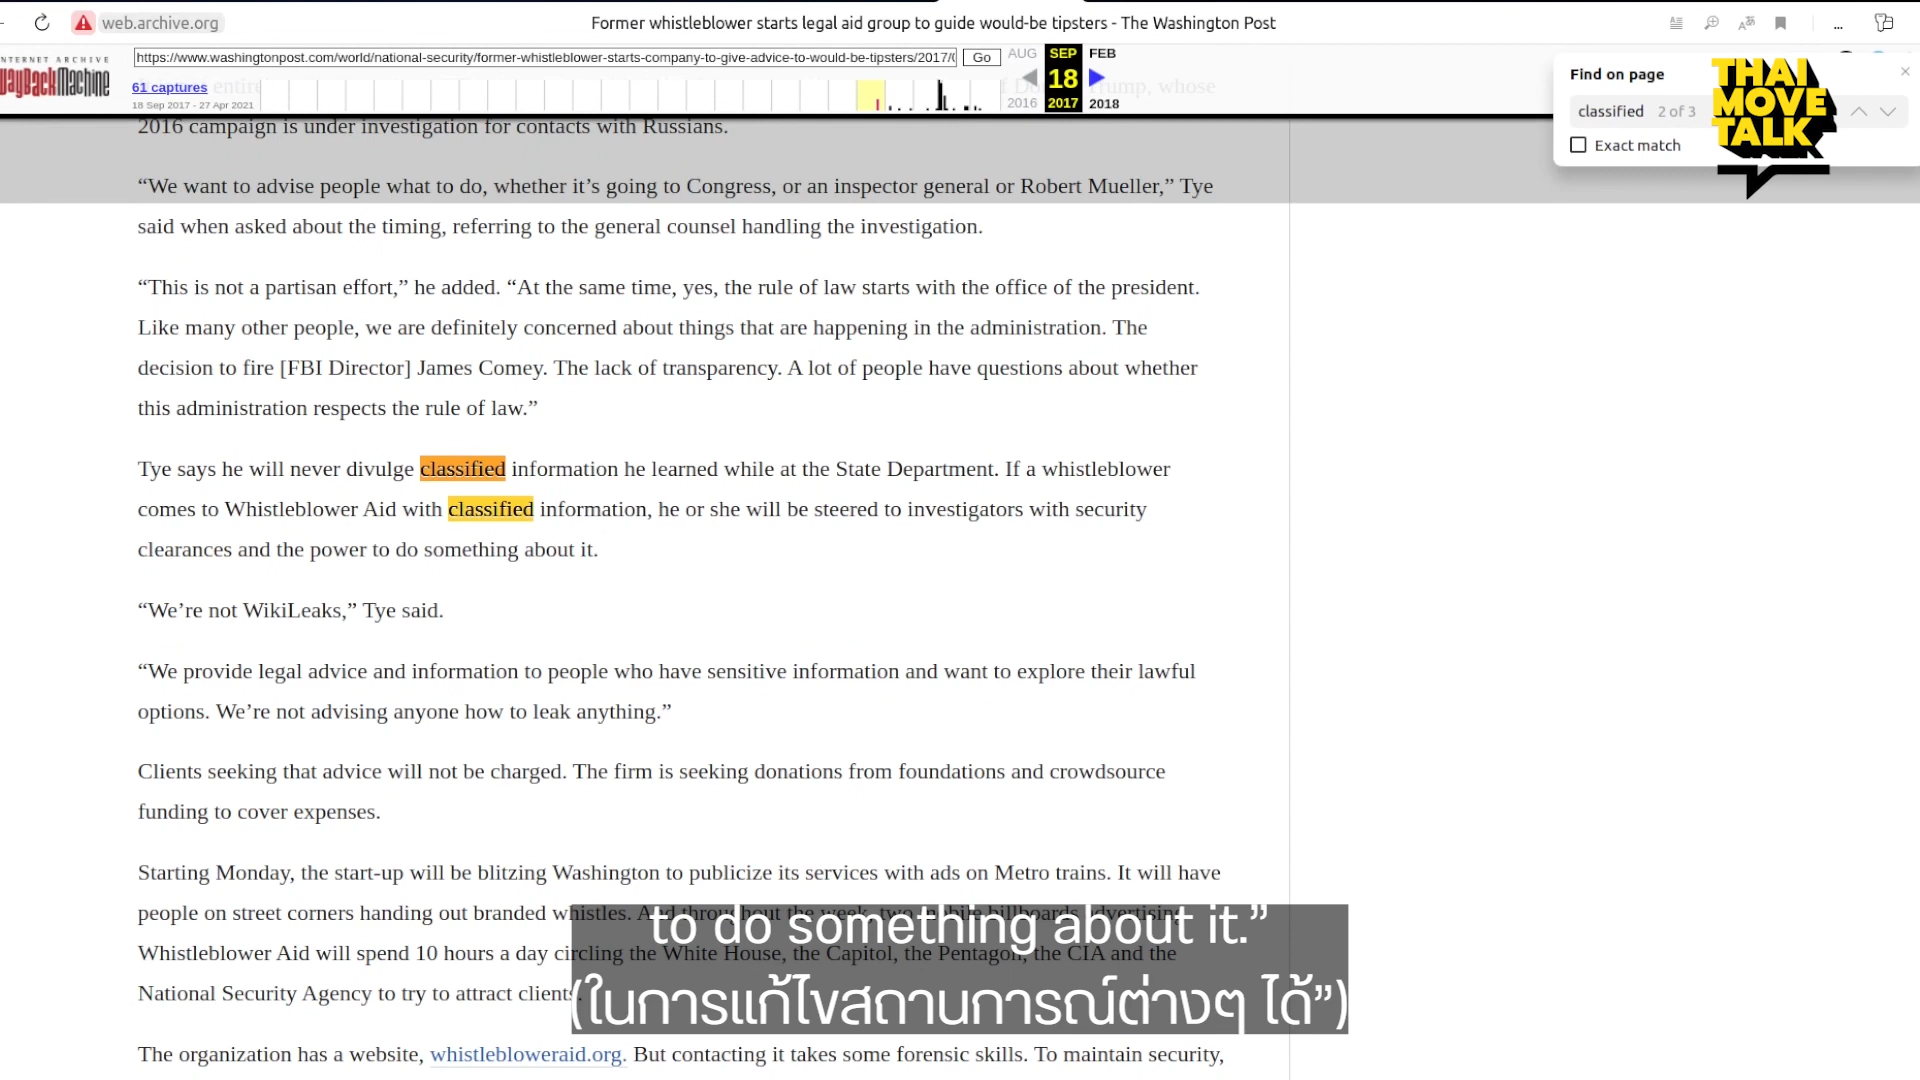 web.archive.org
Former whistleblower starts legal aid group to guide would-be tipsters - The Washington Post
...
INTERNET ARCHIVE
WayBackMachine
https://www.washingtonpost.com/world/national-security/former-whistleblower-starts-company-to-give-advice-to-would-be-tipsters/2017/
Go
AUG SEP FEB
61 captures
18
18 Sep 2017 - 27 Apr 2021
2016 2017 2018
Find on page
classified 2 of 3
Exact match
THAI
MOVE
TALK
Trump, whose
2016 campaign is under investigation for contacts with Russians.
“We want to advise people what to do, whether it’s going to Congress, or an inspector general or Robert Mueller,” Tye
said when asked about the timing, referring to the general counsel handling the investigation.
“This is not a partisan effort,” he added. “At the same time, yes, the rule of law starts with the office of the president.
Like many other people, we are definitely concerned about things that are happening in the administration. The
decision to fire [FBI Director] James Comey. The lack of transparency. A lot of people have questions about whether
this administration respects the rule of law.”
Tye says he will never divulge classified information he learned while at the State Department. If a whistleblower
comes to Whistleblower Aid with classified information, he or she will be steered to investigators with security
clearances and the power to do something about it.
“We’re not WikiLeaks,” Tye said.
“We provide legal advice and information to people who have sensitive information and want to explore their lawful
options. We’re not advising anyone how to leak anything.”
Clients seeking that advice will not be charged. The firm is seeking donations from foundations and crowdsource
funding to cover expenses.
Starting Monday, the start-up will be blitzing Washington to publicize its services with ads on Metro trains. It will have
people on street corners handing out branded whistles. And throughout the week, two mobile billboards advertising
Whistleblower Aid will spend 10 hours a day circling the White House, the Capitol, the Pentagon, the CIA and the
National Security Agency to try to attract clients.
The organization has a website, whistlebloweraid.org. But contacting it takes some forensic skills. To maintain security,
to do something about it.”
(ในการแก้ไขสถานการณ์ต่างๆ ได้”)